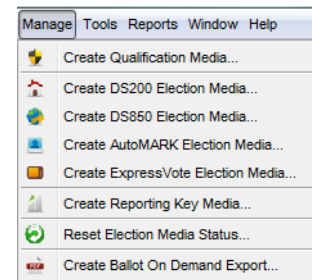 Manage Tools Reports Window Help
Create Qualification Media...
Create DS200 Election Media...
Create DS850 Election Media...
Create AutoMARK Election Media...
Create ExpressVote Election Media...
Create Reporting Key Media...
Reset Election Media Status...
Create Ballot On Demand Export...